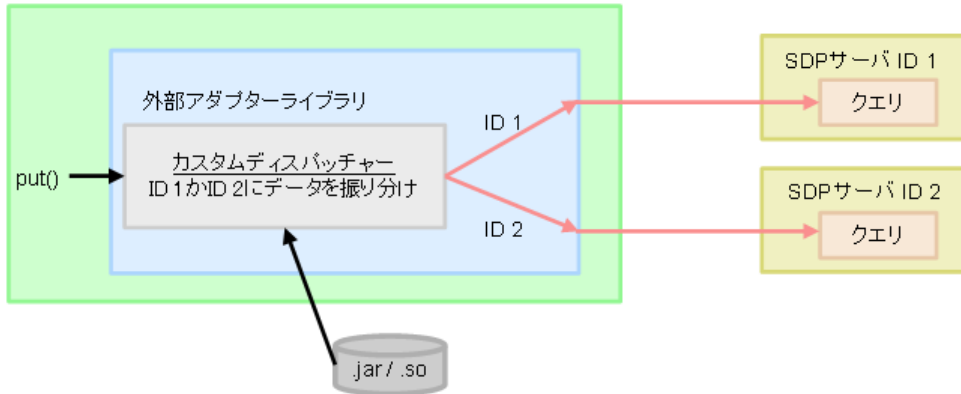 外部アダプターライブラリ
put()
カスタムディスパッチャー
ID 1かID 2にデータを振り分け
ID 1
ID 2
SDPサーバ ID 1
クエリ
SDPサーバ ID 2
クエリ
.jar / .so